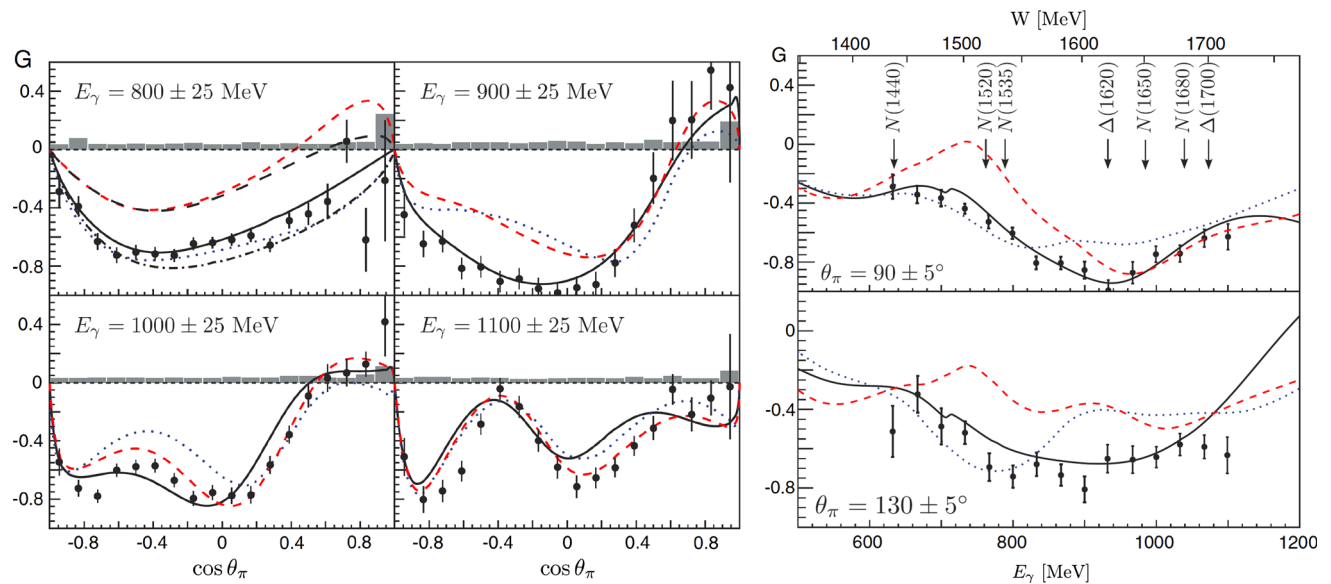 G
E_γ = 800 ± 25 MeV
E_γ = 900 ± 25 MeV
0.4
0
-0.4
-0.8
E_γ = 1000 ± 25 MeV
E_γ = 1100 ± 25 MeV
0.4
0
-0.4
-0.8
-0.8 -0.4 0 0.4 0.8
-0.8 -0.4 0 0.4 0.8
cos θ_π
cos θ_π
W [MeV]
1400 1500 1600 1700
G
N(1440)
N(1520)
N(1535)
Δ(1620)
N(1650)
N(1680)
Δ(1700)
0.4
0
-0.4
-0.8
θ_π = 90 ± 5°
0
-0.4
-0.8
θ_π = 130 ± 5°
600 800 1000 1200
E_γ [MeV]